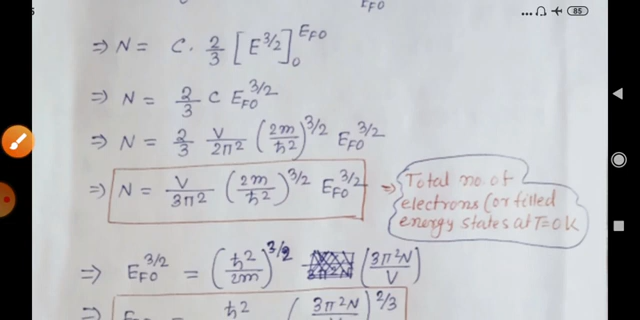 E_F0
85
⇒ N = C · 2/3 [E^3/2]_0^E_F0
⇒ N = 2/3 C E_F0^3/2
⇒ N = 2/3 V/2π² (2m/ħ²)^3/2 E_F0^3/2
⇒ N = V/3π² (2m/ħ²)^3/2 E_F0^3/2 ⇒
Total no. of
electrons (or filled
energy states at T=0K
⇒ E_F0^3/2 = (ħ²/2m)^3/2 (3π²N/V)
⇒ ħ² (3π²N)^2/3